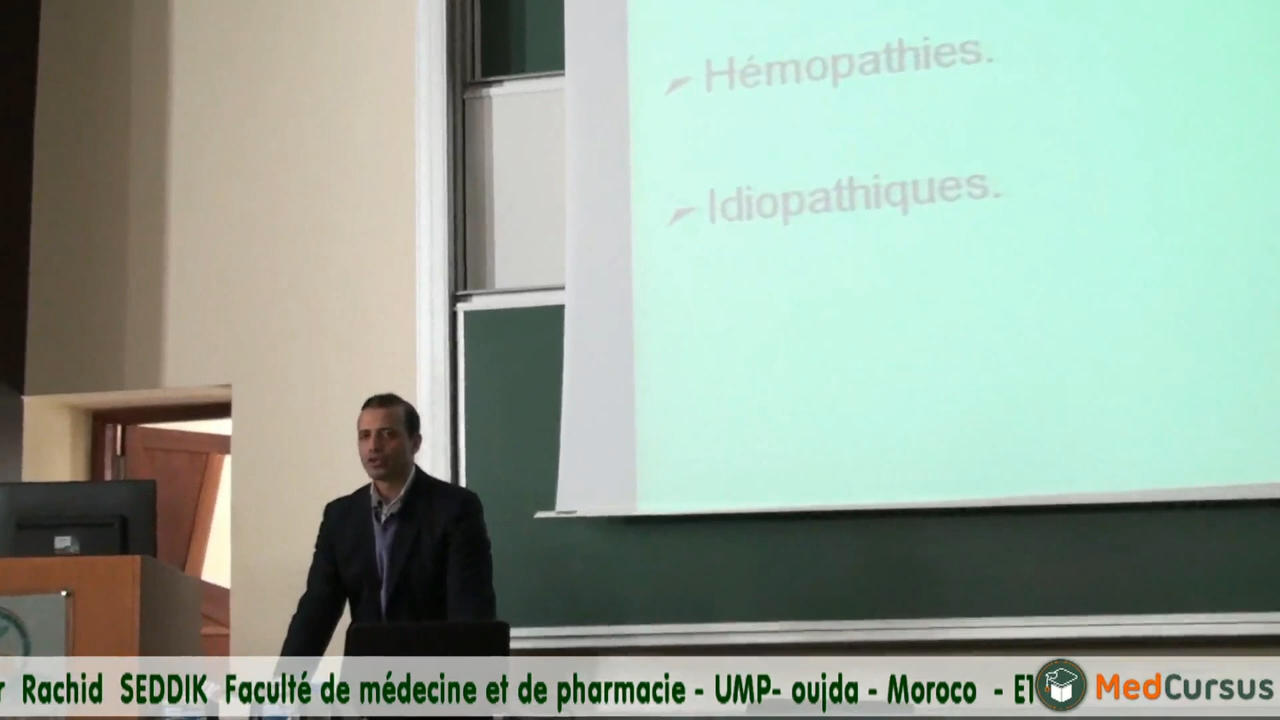 Hémopathies.
Idiopathiques.
r Rachid SEDDIK Faculté de médecine et de pharmacie - UMP- oujda - Moroco - E1
MedCursus